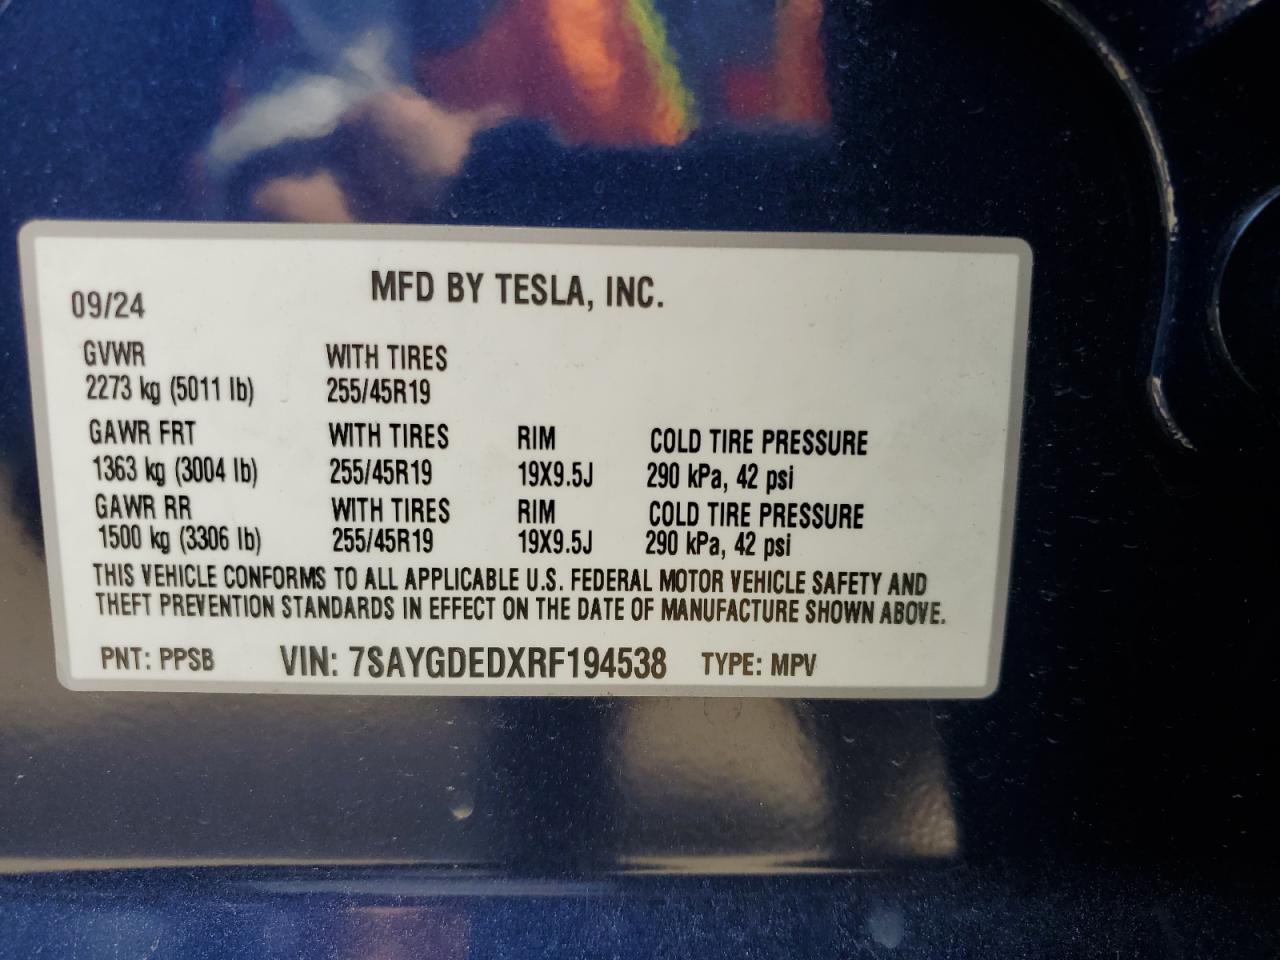 MFD BY TESLA, INC.
09/24
GVWR WITH TIRES
2273 kg (5011 lb) 255/45R19
GAWR FRT WITH TIRES RIM COLD TIRE PRESSURE
1363 kg (3004 lb) 255/45R19 19X9.5J 290 kPa, 42 psi
GAWR RR WITH TIRES RIM COLD TIRE PRESSURE
1500 kg (3306 lb) 255/45R19 19X9.5J 290 kPa, 42 psi
THIS VEHICLE CONFORMS TO ALL APPLICABLE U.S. FEDERAL MOTOR VEHICLE SAFETY AND
THEFT PREVENTION STANDARDS IN EFFECT ON THE DATE OF MANUFACTURE SHOWN ABOVE.
PNT: PPSB VIN: 7SAYGDEDXRF194538 TYPE: MPV